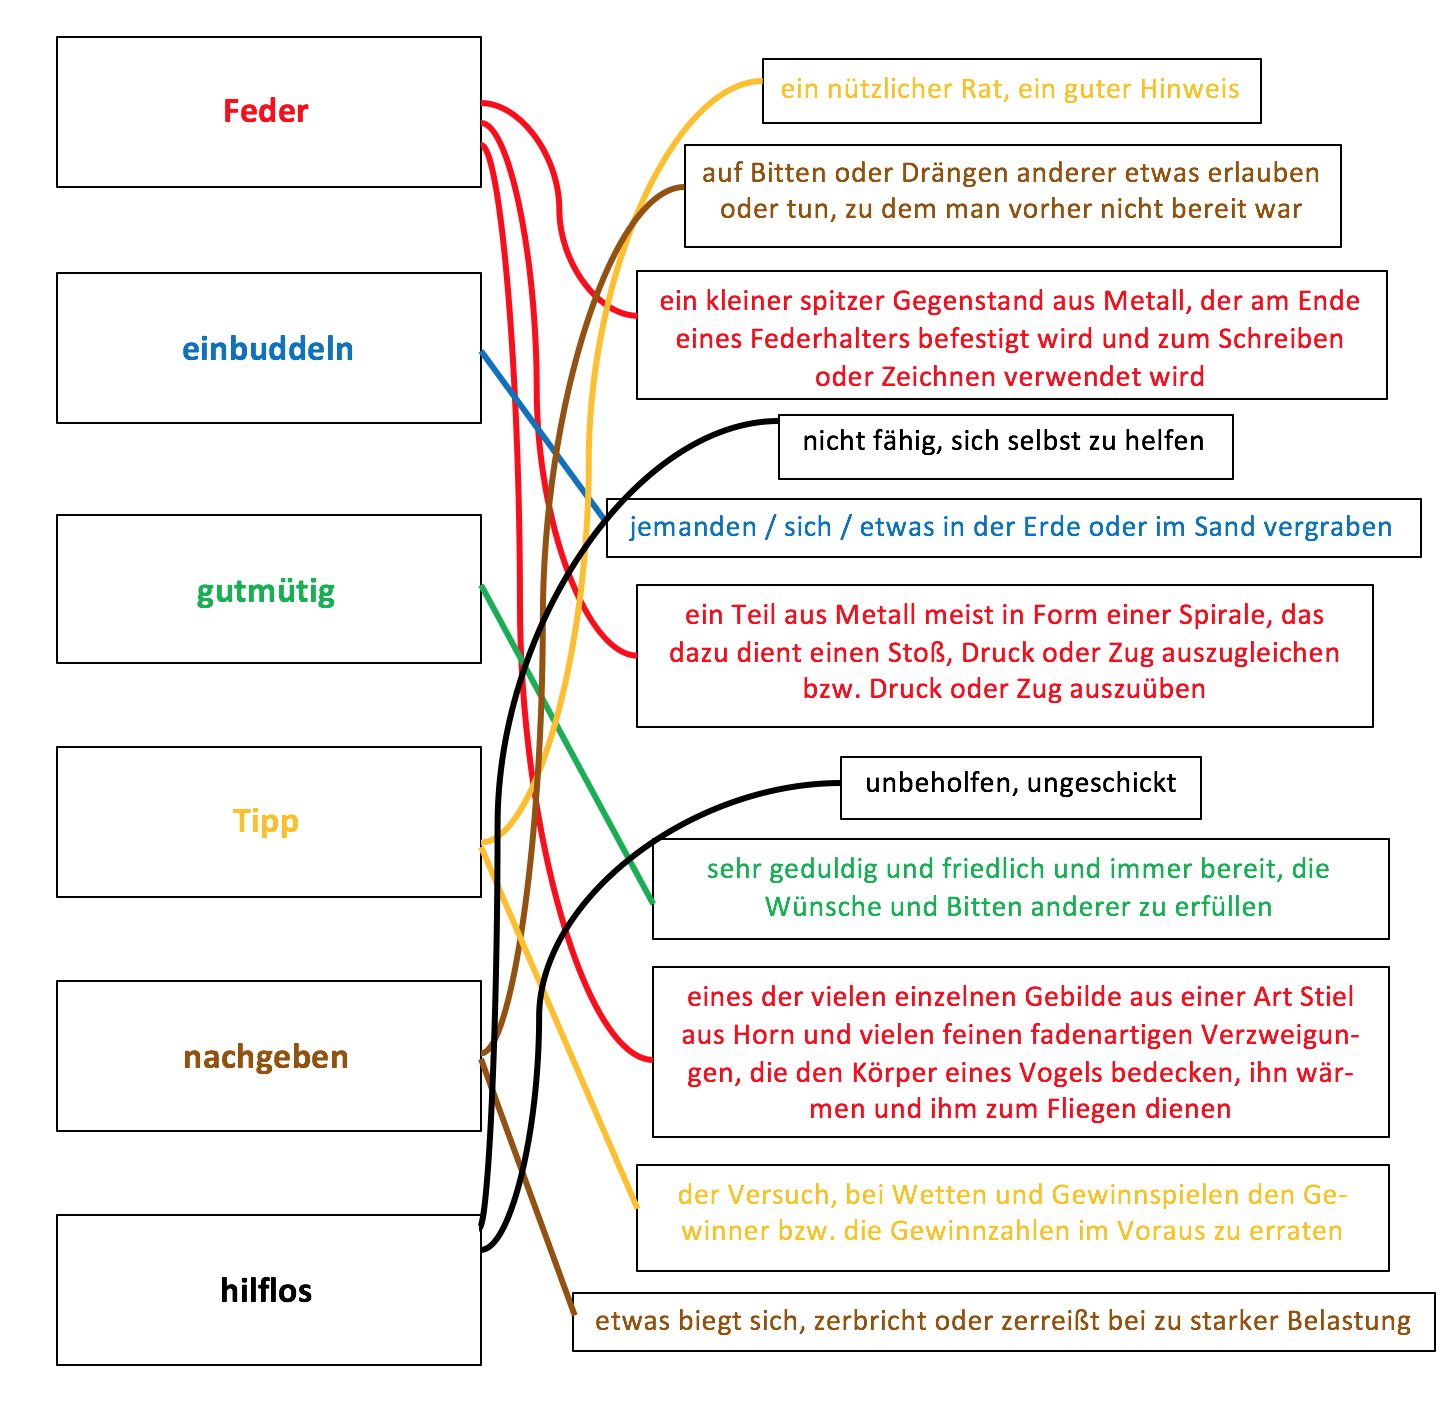 Feder
einbuddeln
gutmütig
Tipp
nachgeben
hilflos
ein nützlicher Rat, ein guter Hinweis
auf Bitten oder Drängen anderer etwas erlauben
oder tun, zu dem man vorher nicht bereit war
ein kleiner spitzer Gegenstand aus Metall, der am Ende
eines Federhalters befestigt wird und zum Schreiben
oder Zeichnen verwendet wird
nicht fähig, sich selbst zu helfen
jemanden / sich / etwas in der Erde oder im Sand vergraben
ein Teil aus Metall meist in Form einer Spirale, das
dazu dient einen Stoß, Druck oder Zug auszugleichen
bzw. Druck oder Zug auszuüben
unbeholfen, ungeschickt
sehr geduldig und friedlich und immer bereit, die
Wünsche und Bitten anderer zu erfüllen
eines der vielen einzelnen Gebilde aus einer Art Stiel
aus Horn und vielen feinen fadenartigen Verzweigun-
gen, die den Körper eines Vogels bedecken, ihn wär-
men und ihm zum Fliegen dienen
der Versuch, bei Wetten und Gewinnspielen den Ge-
winner bzw. die Gewinnzahlen im Voraus zu erraten
etwas biegt sich, zerbricht oder zerreißt bei zu starker Belastung